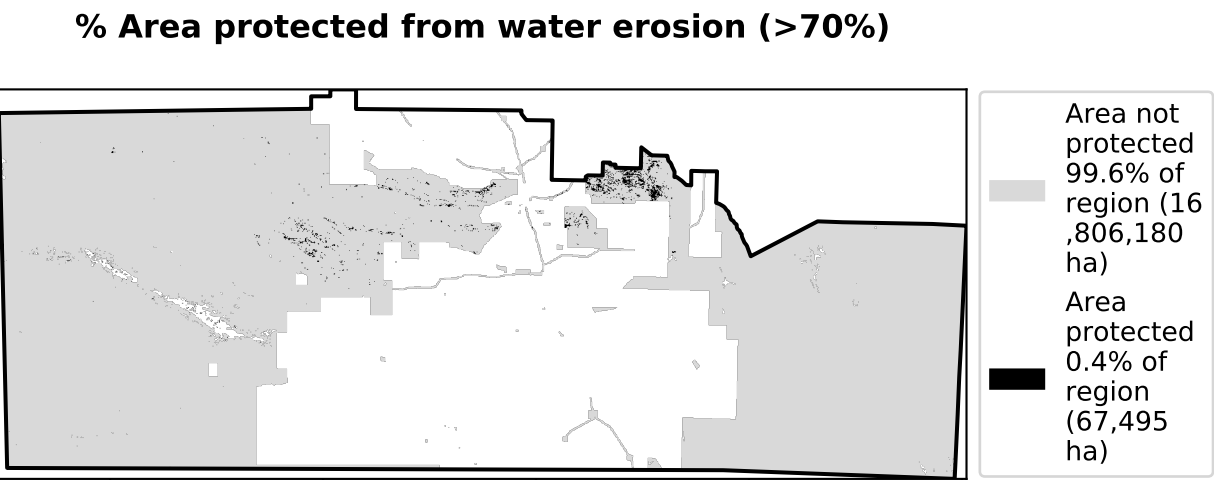 % Area protected from water erosion (>70%)
Area not
protected
99.6% of
region (16
,806,180
ha)
Area
protected
0.4% of
region
(67,495
ha)